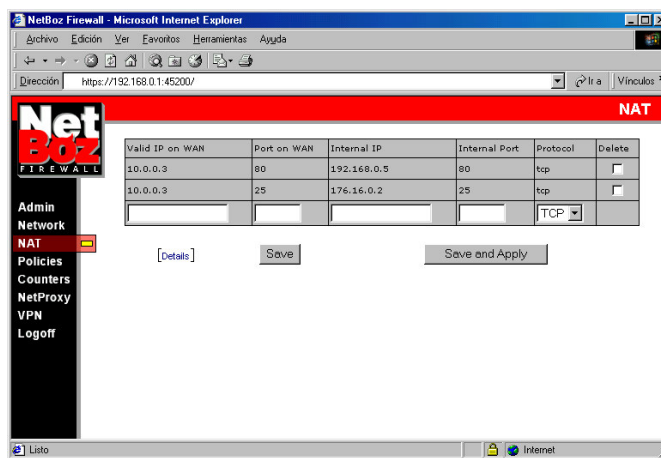 NetBoz Firewall - Microsoft Internet Explorer
Archivo Edición Ver Favoritos Herramientas Ayuda
Dirección https://192.168.0.1:45200/ Ir a Vínculos
NAT
Net
Boz
FIREWALL
Valid IP on WAN Port on WAN Internal IP Internal Port Protocol Delete
10.0.0.3 80 192.168.0.5 80 tcp
10.0.0.3 25 176.16.0.2 25 tcp
TCP
[Details] Save Save and Apply
Admin
Network
NAT
Policies
Counters
NetProxy
VPN
Logoff
Listo Internet